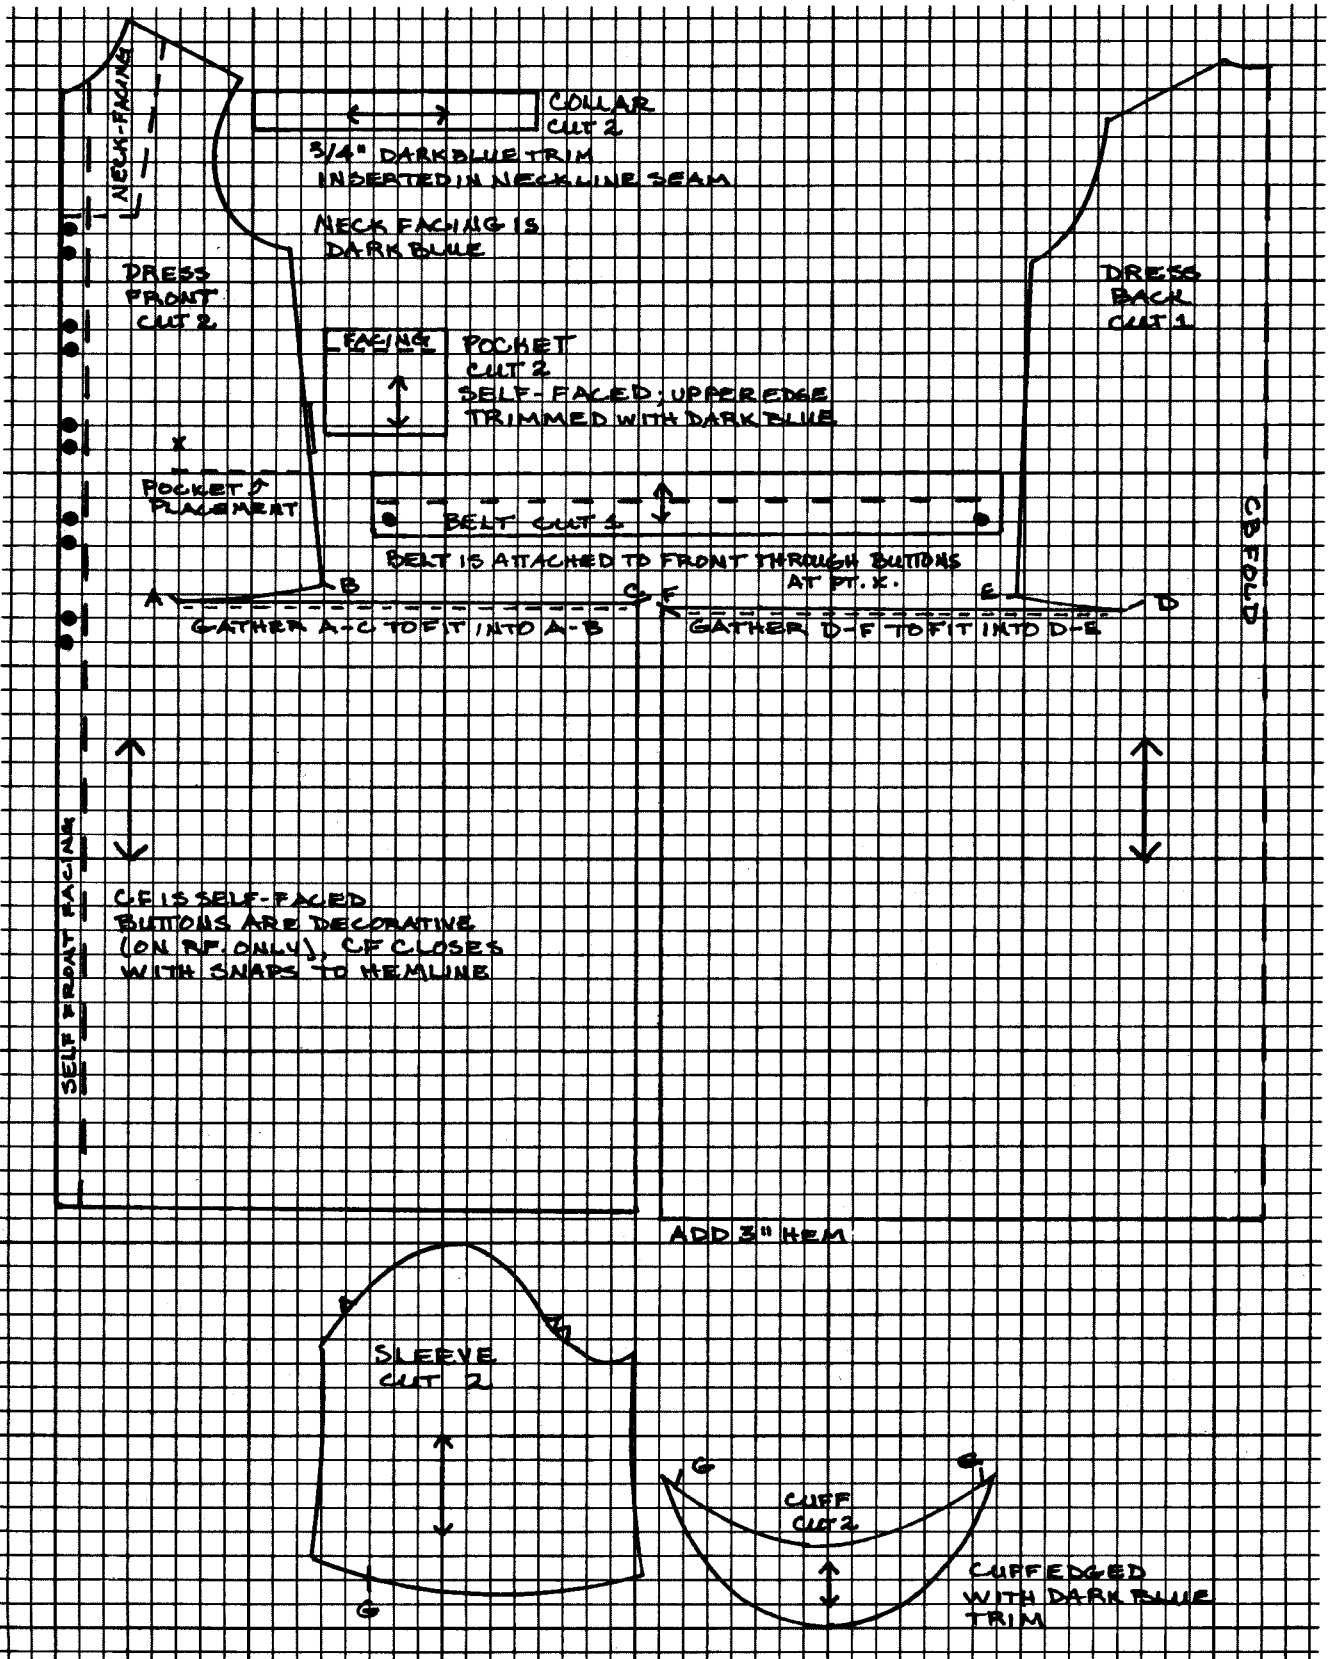 NECK-FACING
COLLAR
CUT 2
3/4" DARK BLUE TRIM
INSERTED IN NECKLINE SEAM
NECK FACING IS
DARK BLUE
DRESS
FRONT
CUT 2
DRESS
BACK
CUT 1
FACING
POCKET
CUT 2
SELF-FACED; UPPER EDGE
TRIMMED WITH DARK BLUE
X
POCKET
PLACEMENT
BELT CUT 1
BELT IS ATTACHED TO FRONT THROUGH BUTTONS
AT PT. X.
CB FOLD
A
B
C
F
E
D
GATHER A-C TO FIT INTO A-B
GATHER D-F TO FIT INTO D-E
SELF FRONT FACING
CF IS SELF-FACED
BUTTONS ARE DECORATIVE
(ON RF ONLY), CF CLOSES
WITH SNAPS TO HEMLINE
ADD 3" HEM
SLEEVE
CUT 2
G
G
G
CUFF
CUT 2
CUFF EDGED
WITH DARK BLUE
TRIM